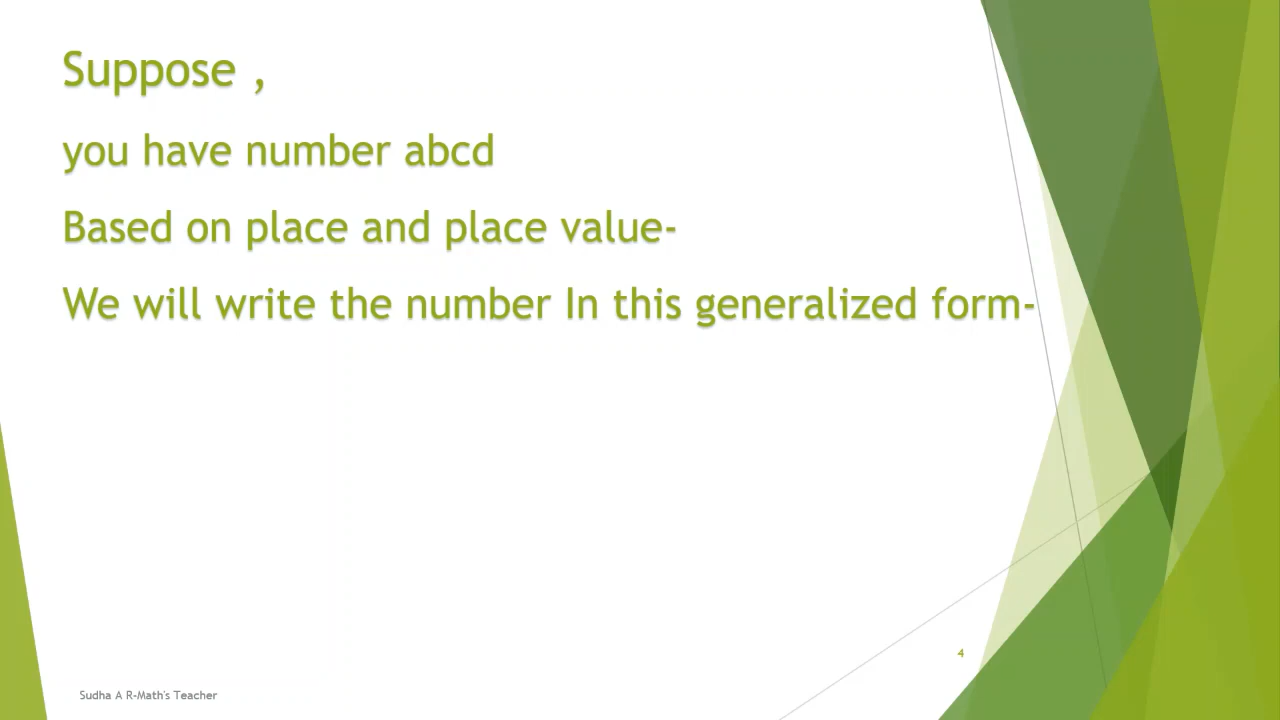 Suppose ,
you have number abcd
Based on place and place value-
We will write the number In this generalized form-
4
Sudha A R-Math's Teacher